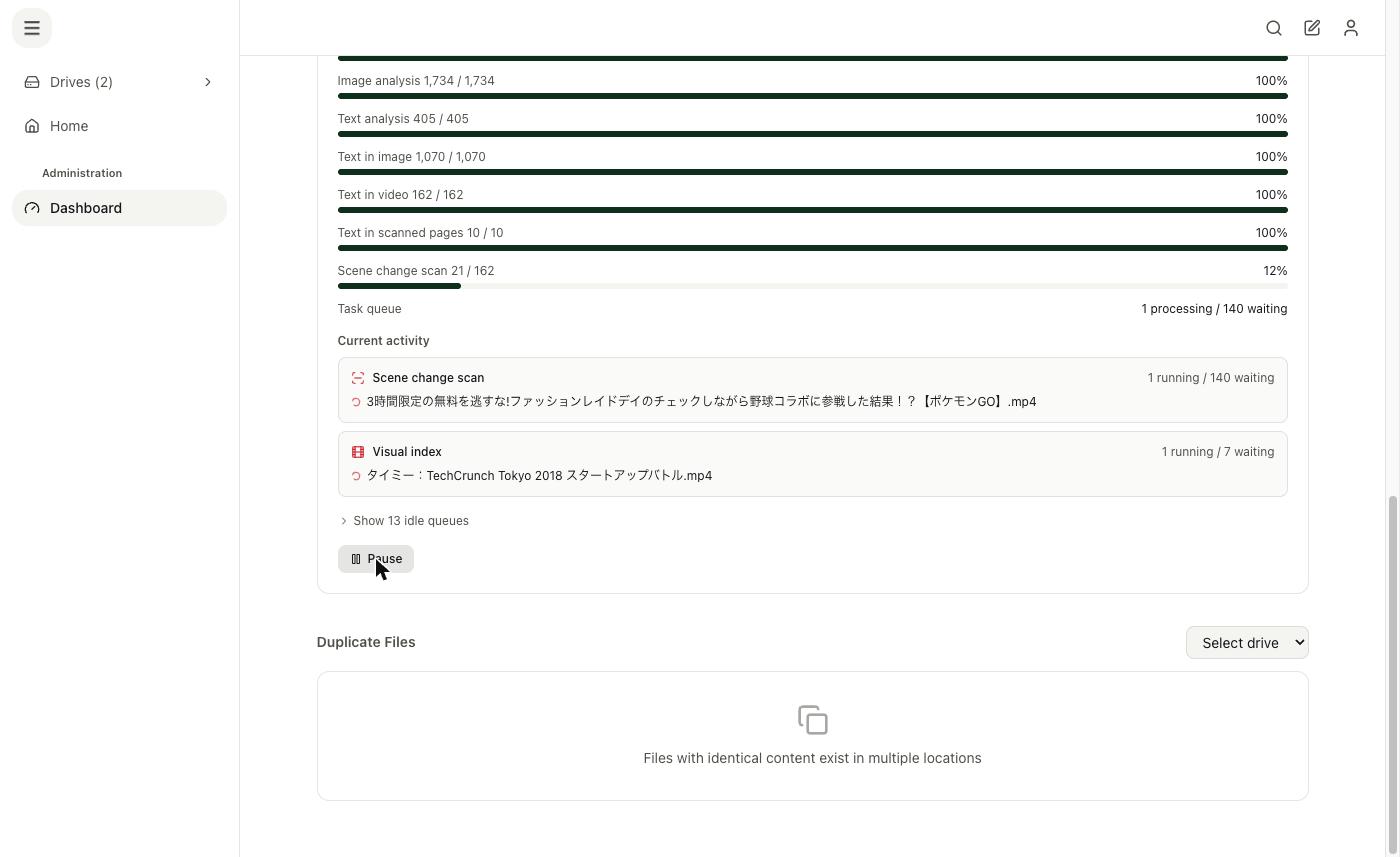 Drives (2)
Home
Administration
Dashboard
Image analysis 1,734 / 1,734 100%
Text analysis 405 / 405 100%
Text in image 1,070 / 1,070 100%
Text in video 162 / 162 100%
Text in scanned pages 10 / 10 100%
Scene change scan 21 / 162 12%
Task queue 1 processing / 140 waiting
Current activity
Scene change scan 1 running / 140 waiting
3時間限定の無料を逃すな!ファッションレイドデイのチェックしながら野球コラボに参戦した結果！？【ポケモンGO】.mp4
Visual index 1 running / 7 waiting
タイミー：TechCrunch Tokyo 2018 スタートアップバトル.mp4
Show 13 idle queues
Pause
Duplicate Files Select drive
Files with identical content exist in multiple locations